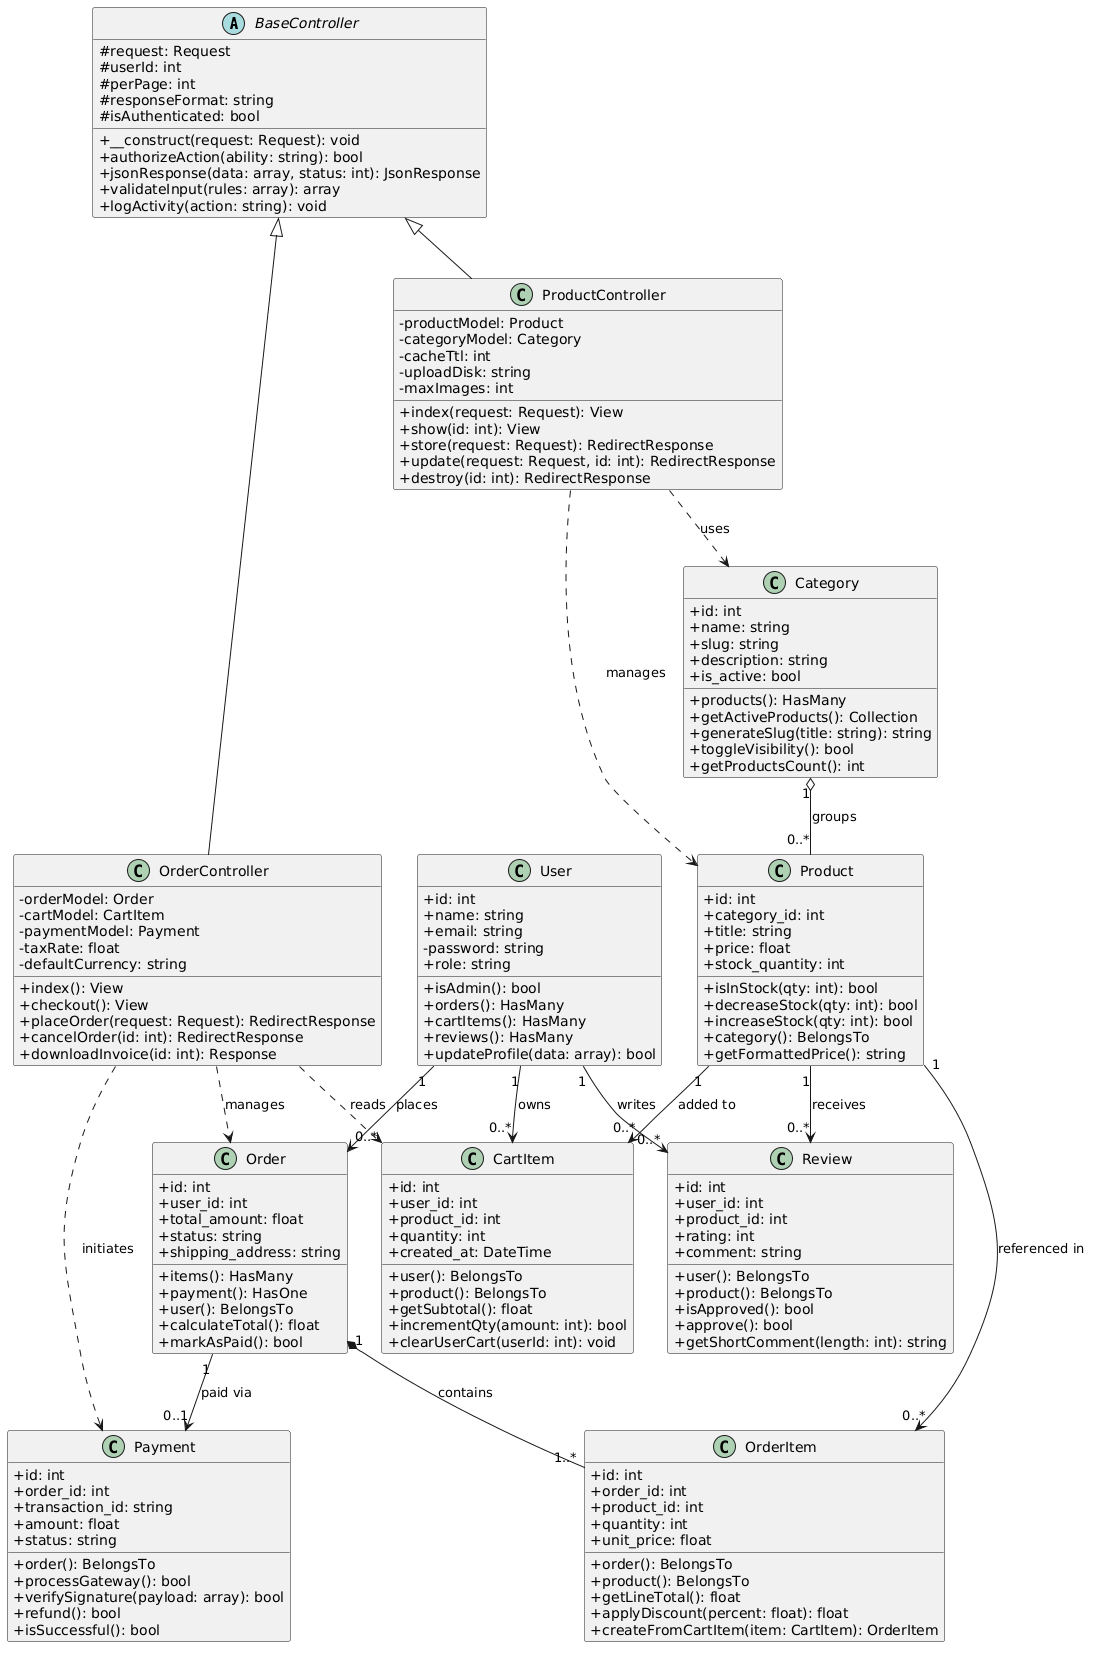 A BaseController
#request: Request
#userId: int
#perPage: int
#responseFormat: string
#isAuthenticated: bool
+__construct(request: Request): void
+authorizeAction(ability: string): bool
+jsonResponse(data: array, status: int): JsonResponse
+validateInput(rules: array): array
+logActivity(action: string): void
C ProductController
-productModel: Product
-categoryModel: Category
-cacheTtl: int
-uploadDisk: string
-maxImages: int
+index(request: Request): View
+show(id: int): View
+store(request: Request): RedirectResponse
+update(request: Request, id: int): RedirectResponse
+destroy(id: int): RedirectResponse
uses
manages
C Category
+id: int
+name: string
+slug: string
+description: string
+is_active: bool
+products(): HasMany
+getActiveProducts(): Collection
+generateSlug(title: string): string
+toggleVisibility(): bool
+getProductsCount(): int
1
groups
0..*
C OrderController
-orderModel: Order
-cartModel: CartItem
-paymentModel: Payment
-taxRate: float
-defaultCurrency: string
+index(): View
+checkout(): View
+placeOrder(request: Request): RedirectResponse
+cancelOrder(id: int): RedirectResponse
+downloadInvoice(id: int): Response
C User
+id: int
+name: string
+email: string
-password: string
+role: string
+isAdmin(): bool
+orders(): HasMany
+cartItems(): HasMany
+reviews(): HasMany
+updateProfile(data: array): bool
C Product
+id: int
+category_id: int
+title: string
+price: float
+stock_quantity: int
+isInStock(qty: int): bool
+decreaseStock(qty: int): bool
+increaseStock(qty: int): bool
+category(): BelongsTo
+getFormattedPrice(): string
manages
reads
1
places
0..*
1
owns
0..*
1
writes
0..*
1
added to
0..*
1
receives
0..*
1
referenced in
0..*
initiates
C Order
+id: int
+user_id: int
+total_amount: float
+status: string
+shipping_address: string
+items(): HasMany
+payment(): HasOne
+user(): BelongsTo
+calculateTotal(): float
+markAsPaid(): bool
C CartItem
+id: int
+user_id: int
+product_id: int
+quantity: int
+created_at: DateTime
+user(): BelongsTo
+product(): BelongsTo
+getSubtotal(): float
+incrementQty(amount: int): bool
+clearUserCart(userId: int): void
C Review
+id: int
+user_id: int
+product_id: int
+rating: int
+comment: string
+user(): BelongsTo
+product(): BelongsTo
+isApproved(): bool
+approve(): bool
+getShortComment(length: int): string
1
paid via
0..1
1
contains
1..*
C Payment
+id: int
+order_id: int
+transaction_id: string
+amount: float
+status: string
+order(): BelongsTo
+processGateway(): bool
+verifySignature(payload: array): bool
+refund(): bool
+isSuccessful(): bool
C OrderItem
+id: int
+order_id: int
+product_id: int
+quantity: int
+unit_price: float
+order(): BelongsTo
+product(): BelongsTo
+getLineTotal(): float
+applyDiscount(percent: float): float
+createFromCartItem(item: CartItem): OrderItem